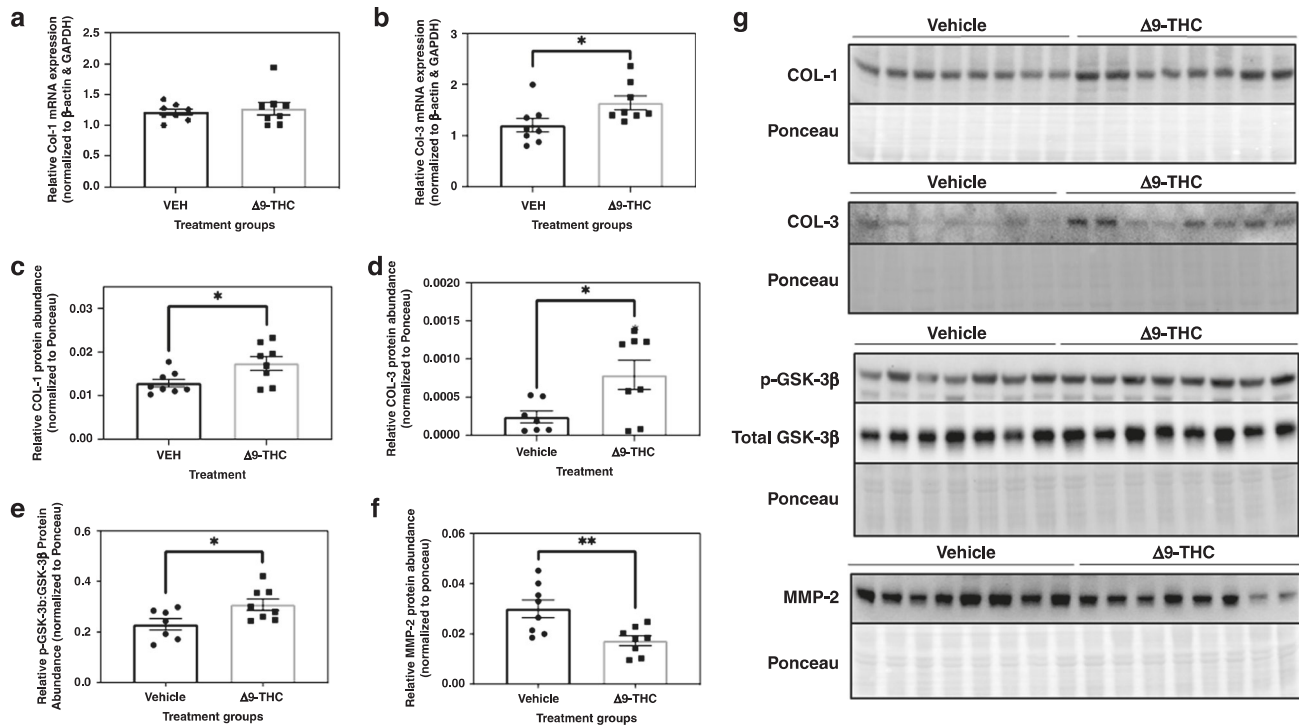 a
Relative Col-1 mRNA expression
(normalized to β-actin & GAPDH)
2.5
2.0
1.5
1.0
0.5
0.0
VEH
Δ9-THC
Treatment groups
b
Relative Col-3 mRNA expression
(normalized to β-actin & GAPDH)
3
2
1
0
*
VEH
Δ9-THC
Treatment groups
c
Relative COL-1 protein abundance
(normalized to Ponceau)
0.03
0.02
0.01
0.00
*
VEH
Δ9-THC
Treatment
d
Relative COL-3 protein abundance
(normalized to Ponceau)
0.0020
0.0015
0.0010
0.0005
0.0000
*
Vehicle
Δ9-THC
Treatment
e
Relative p-GSK-3b:GSK-3β Protein
Abundance (normalized to Ponceau)
0.6
0.4
0.2
0.0
*
Vehicle
Δ9-THC
Treatment groups
f
Relative MMP-2 protein abundance
(normalized to ponceau)
0.06
0.04
0.02
0.00
**
Vehicle
Δ9-THC
Treatment groups
g
Vehicle
Δ9-THC
COL-1
Ponceau
Vehicle
Δ9-THC
COL-3
Ponceau
Vehicle
Δ9-THC
p-GSK-3β
Total GSK-3β
Ponceau
Vehicle
Δ9-THC
MMP-2
Ponceau